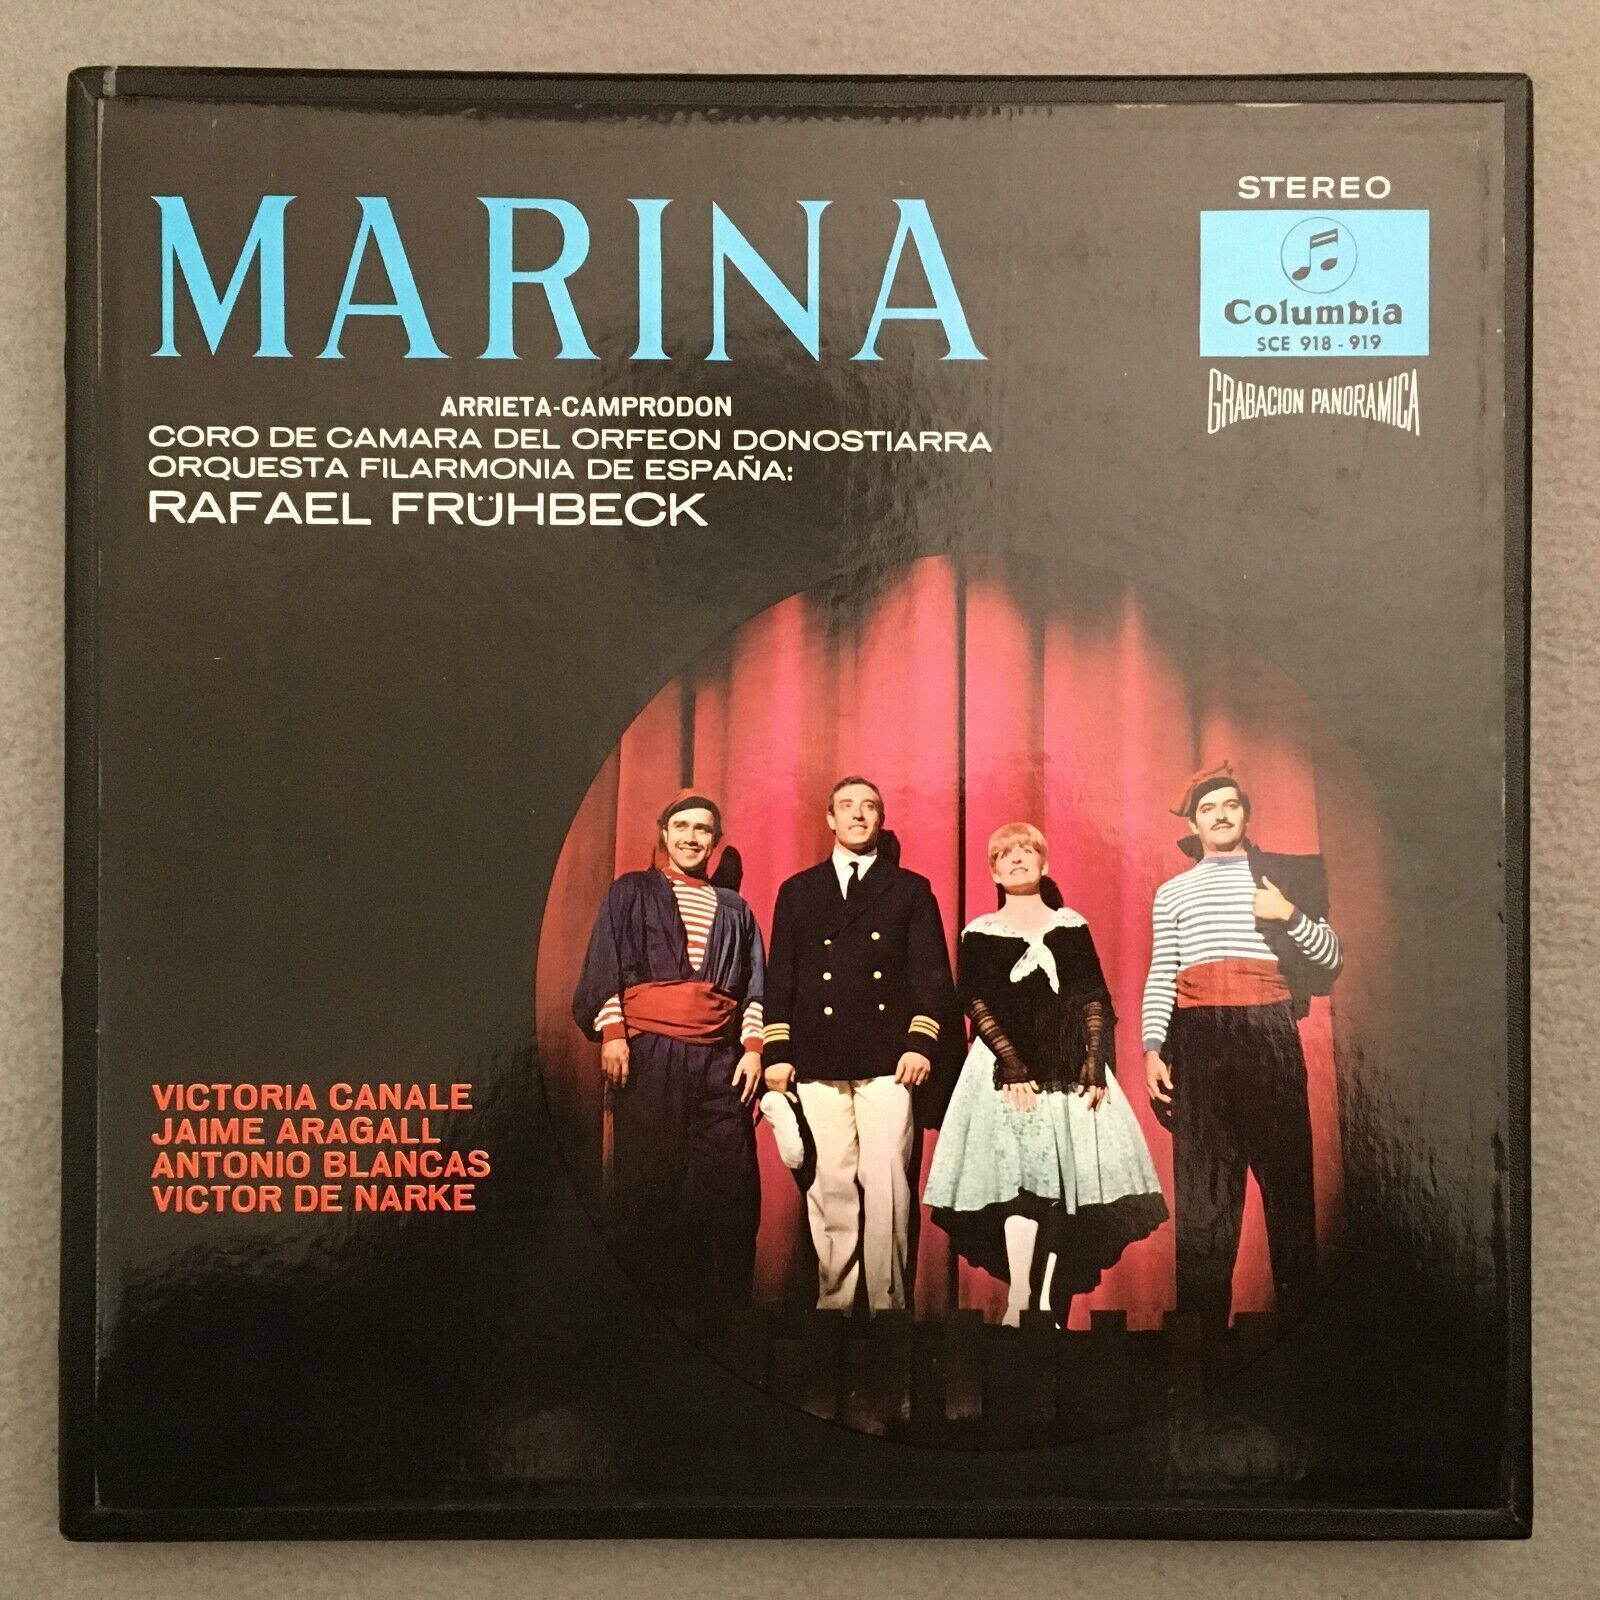 MARINA
ARRIETA-CAMPRODON
CORO DE CAMARA DEL ORFEON DONOSTIARRA
ORQUESTA FILARMONIA DE ESPAÑA:
RAFAEL FRÜHBECK
STEREO
Columbia
SCE 918 - 919
GRABACION PANORAMICA
VICTORIA CANALE
JAIME ARAGALL
ANTONIO BLANCAS
VICTOR DE NARKE